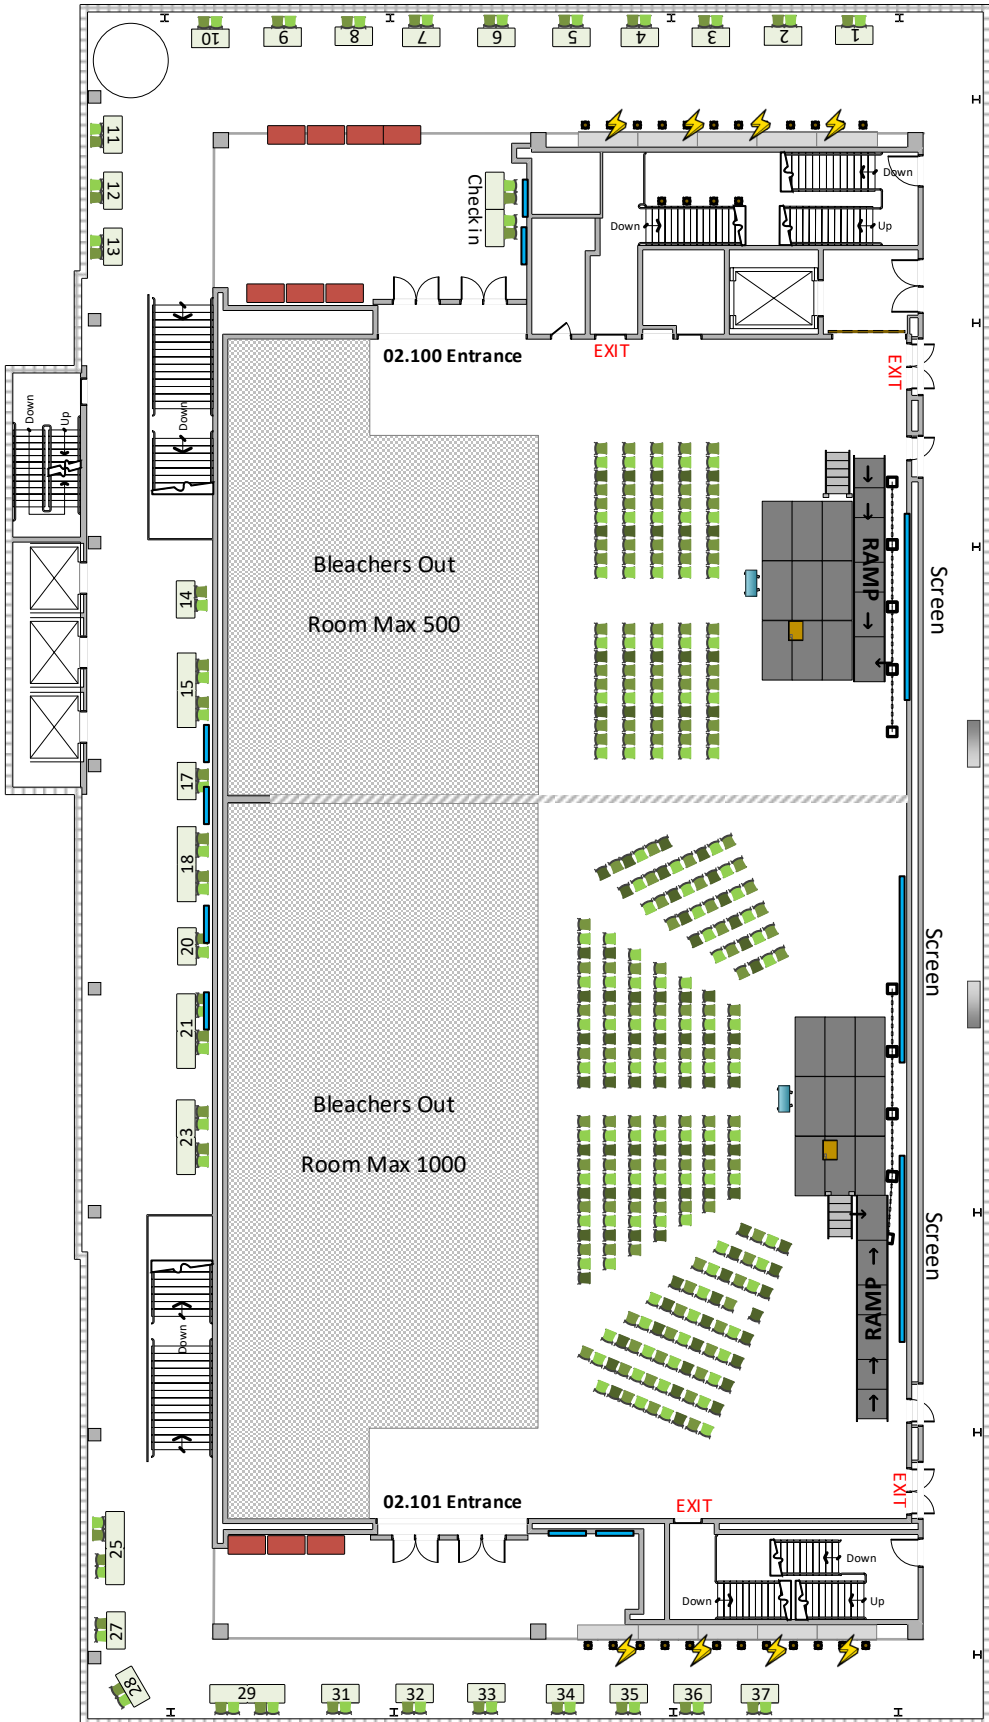 10
9
8
7
6
5
4
3
2
1
11
12
13
Check in
Down
Down
Up
02.100 Entrance
EXIT
EXIT
Down
Up
Down
Bleachers Out
Room Max 500
RAMP
Screen
14
15
17
18
20
21
23
Screen
Bleachers Out
Room Max 1000
Screen
RAMP
Down
02.101 Entrance
EXIT
EXIT
Down
Down
Up
25
27
28
29
31
32
33
34
35
36
37